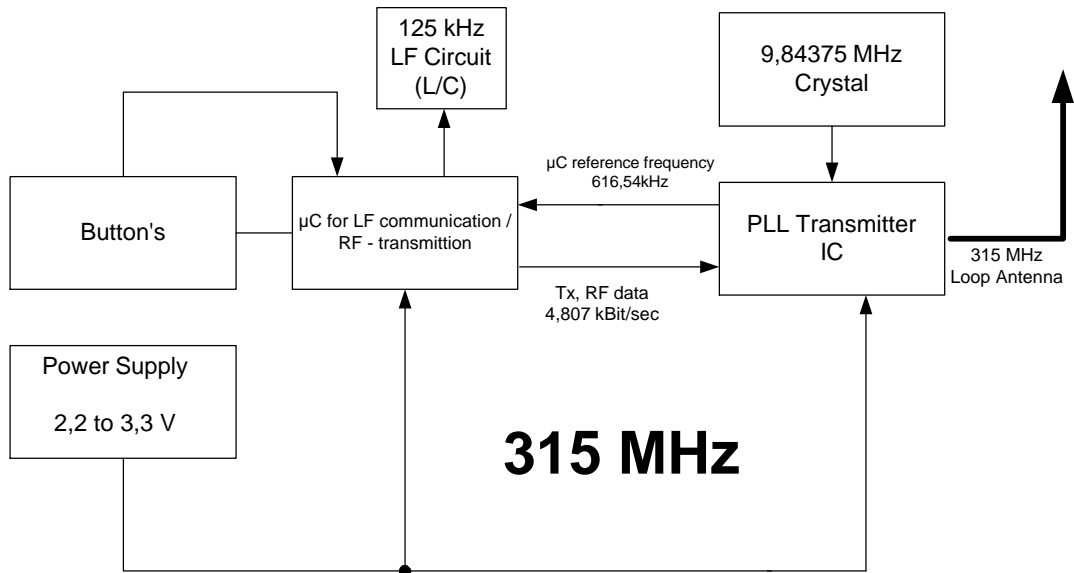 125 kHz
LF Circuit
(L/C)
9,84375 MHz
Crystal
µC reference frequency
616,54kHz
Button's
µC for LF communication /
RF - transmittion
PLL Transmitter
IC
315 MHz
Loop Antenna
Tx, RF data
4,807 kBit/sec
Power Supply
2,2 to 3,3 V
315 MHz